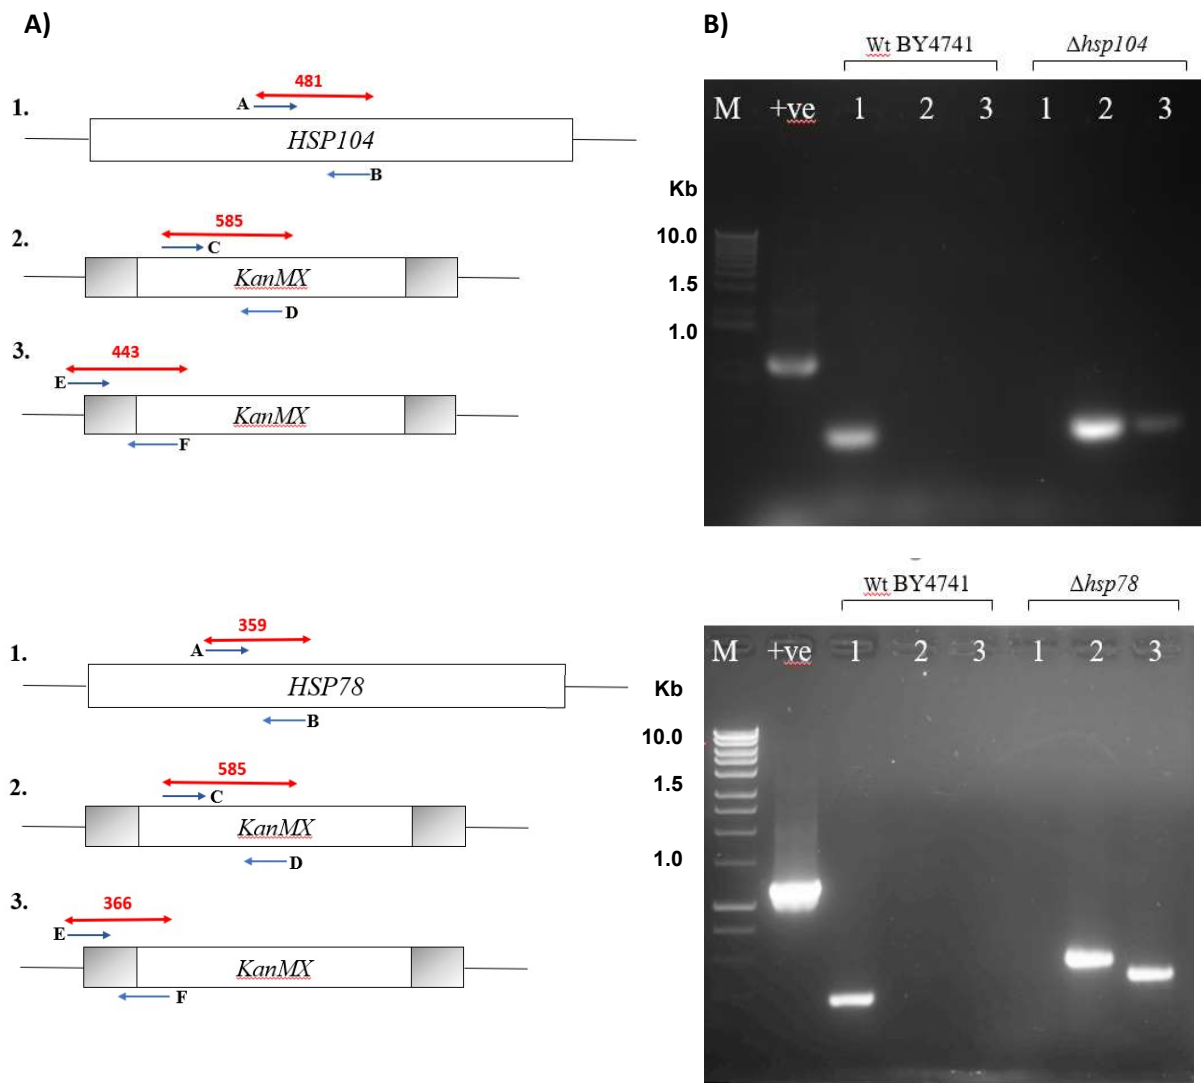 A)
1.
481
A
HSP104
B
2.
585
C
KanMX
D
3.
443
E
KanMX
F
1.
359
A
HSP78
B
2.
585
C
KanMX
D
3.
366
E
KanMX
F
B)
Wt BY4741
Δhsp104
M +ve 1 2 3 1 2 3
Kb
10.0
1.5
1.0
Wt BY4741
Δhsp78
M +ve 1 2 3 1 2 3
Kb
10.0
1.5
1.0